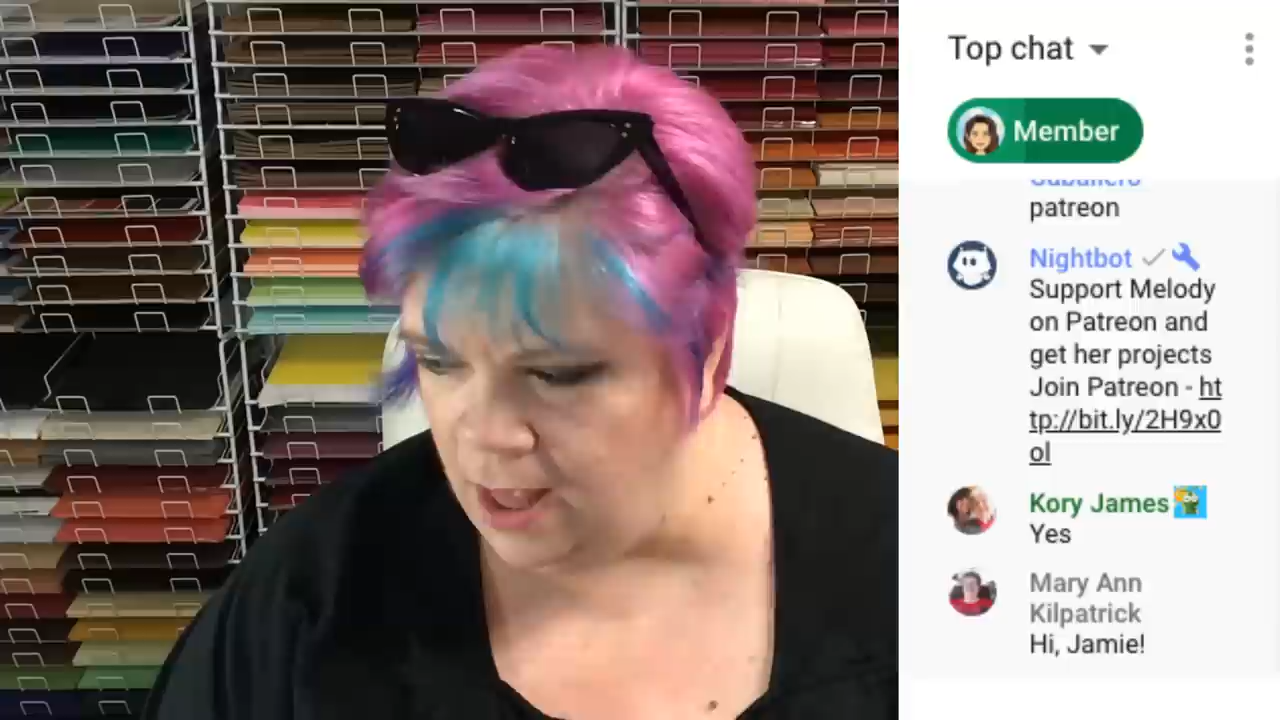 Top chat
Member
patreon
Nightbot
Support Melody
on Patreon and
get her projects
Join Patreon - ht
tp://bit.ly/2H9x0
ol
Kory James
Yes
Mary Ann
Kilpatrick
Hi, Jamie!